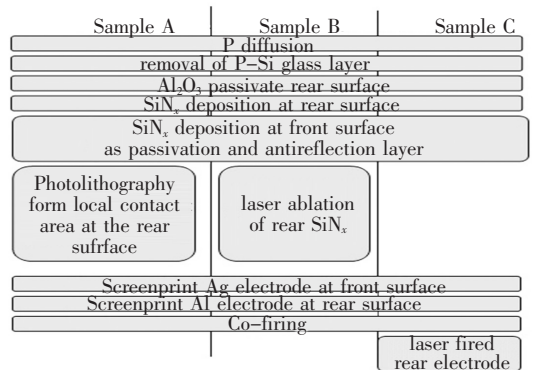 Sample A Sample B Sample C
P diffusion
removal of P–Si glass layer
Al₂O₃ passivate rear surface
SiNₓ deposition at rear surface
SiNₓ deposition at front surface
as passivation and antireflection layer
Photolithography
form local contact
area at the rear
sufrface
laser ablation
of rear SiNₓ
Screenprint Ag electrode at front surface
Screenprint Al electrode at rear surface
Co-firing
laser fired
rear electrode